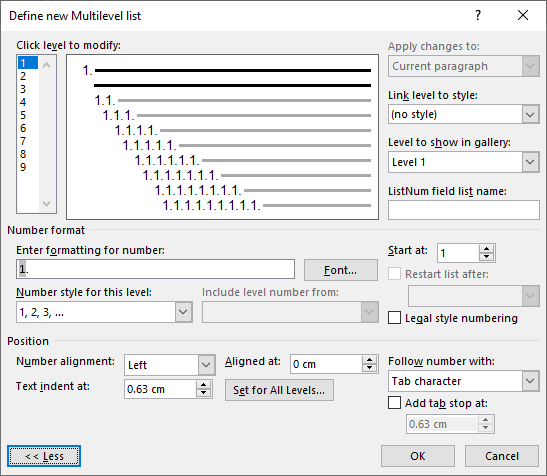 Define new Multilevel list
Click level to modify:
1
2
3
4
5
6
7
8
9
1.
1.1.
1.1.1.
1.1.1.1.
1.1.1.1.1.
1.1.1.1.1.1.
1.1.1.1.1.1.1.
1.1.1.1.1.1.1.1.
1.1.1.1.1.1.1.1.1.
Apply changes to:
Current paragraph
Link level to style:
(no style)
Level to show in gallery:
Level 1
ListNum field list name:
Number format
Enter formatting for number:
1.
Font...
Number style for this level:
1, 2, 3, ...
Include level number from:
Start at:
1
Restart list after:
Legal style numbering
Position
Number alignment:
Left
Aligned at:
0 cm
Text indent at:
0.63 cm
Set for All Levels...
Follow number with:
Tab character
Add tab stop at:
0.63 cm
<< Less
OK
Cancel